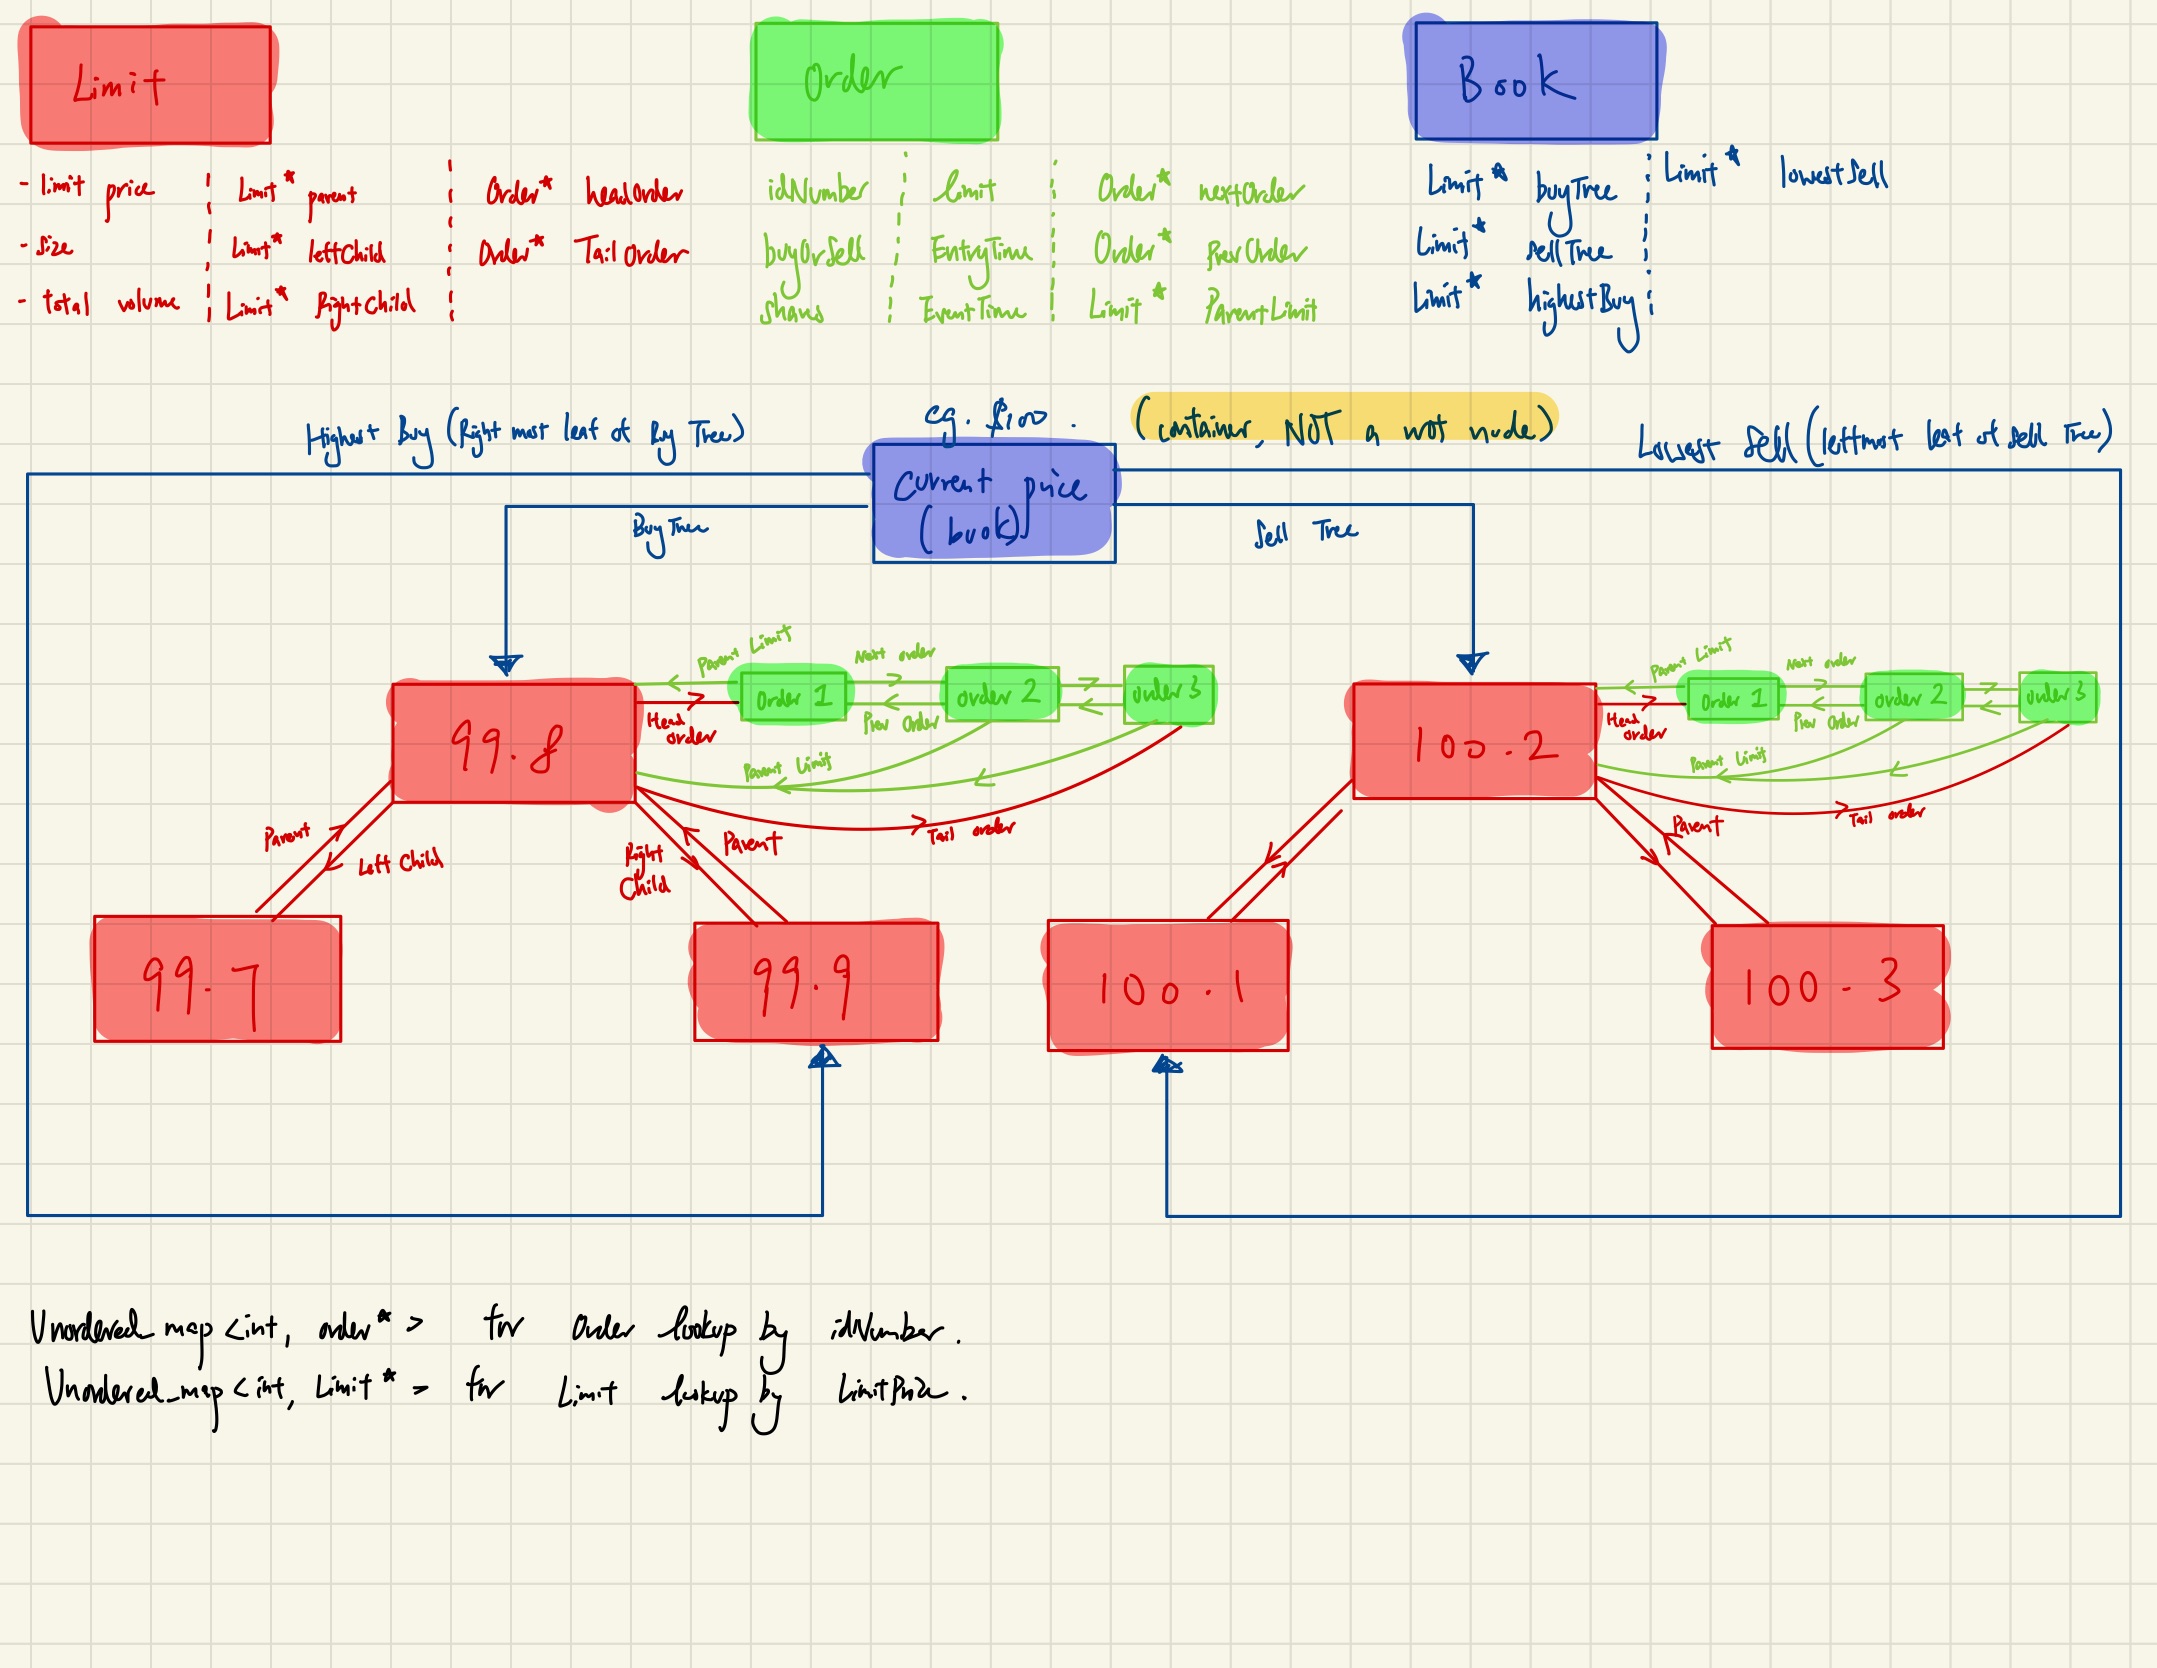 Limit
- limit price
- size
- total volume
Limit* parent
Limit* leftChild
Limit* RightChild
Order* headOrder
Order* TailOrder
Order
idNumber
buyOrSell
shares
limit
EntryTime
EventTime
Order* nextOrder
Order* PrevOrder
Limit* ParentLimit
Book
Limit* buyTree
Limit* sellTree
Limit* highestBuy
Limit* lowestSell
Highest Buy (Right most leaf of Buy Tree)
eg. $100.
(container, NOT a root node)
Lowest Sell (leftmost leaf of Sell Tree)
Current price
(book)
Buy Tree
Sell Tree
99.8
Parent Limit
Head order
Order 1
Next order
Prev Order
order 2
order 3
Parent Limit
Tail order
100.2
Parent Limit
Head order
Order 1
Next order
Prev Order
order 2
order 3
Parent Limit
Tail order
Parent
Left Child
Right Child
Parent
Parent
99.7
99.9
100.1
100.3
Unordered_map <int, order*> for Order lookup by idNumber.
Unordered_map <int, Limit*> for Limit lookup by LimitPrice.